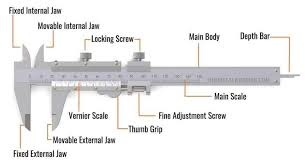 Fixed Internal Jaw
Movable Internal Jaw
Locking Screw
Main Body
Depth Bar
Main Scale
Vernier Scale
Fine Adjustment Screw
Thumb Grip
Movable External Jaw
Fixed External Jaw